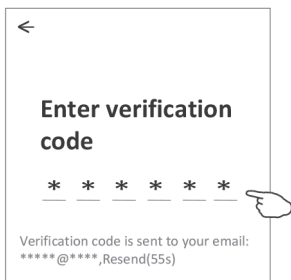 Enter verification
code
* * * * * *
Verification code is sent to your email:
*****@****,Resend(55s)